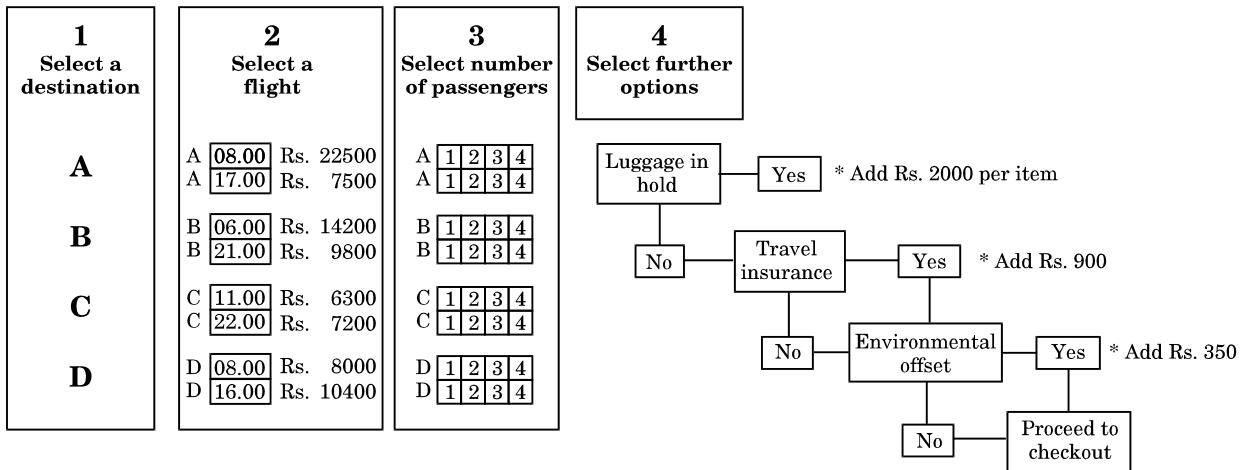 1
Select a
destination
A
B
C
D
2
Select a
flight
A 08.00 Rs. 22500
A 17.00 Rs. 7500
B 06.00 Rs. 14200
B 21.00 Rs. 9800
C 11.00 Rs. 6300
C 22.00 Rs. 7200
D 08.00 Rs. 8000
D 16.00 Rs. 10400
3
Select number
of passengers
A 1 2 3 4
A 1 2 3 4
B 1 2 3 4
B 1 2 3 4
C 1 2 3 4
C 1 2 3 4
D 1 2 3 4
D 1 2 3 4
4
Select further
options
Luggage in
hold
Yes
* Add Rs. 2000 per item
No
Travel
insurance
Yes
* Add Rs. 900
No
Environmental
offset
Yes
* Add Rs. 350
No
Proceed to
checkout